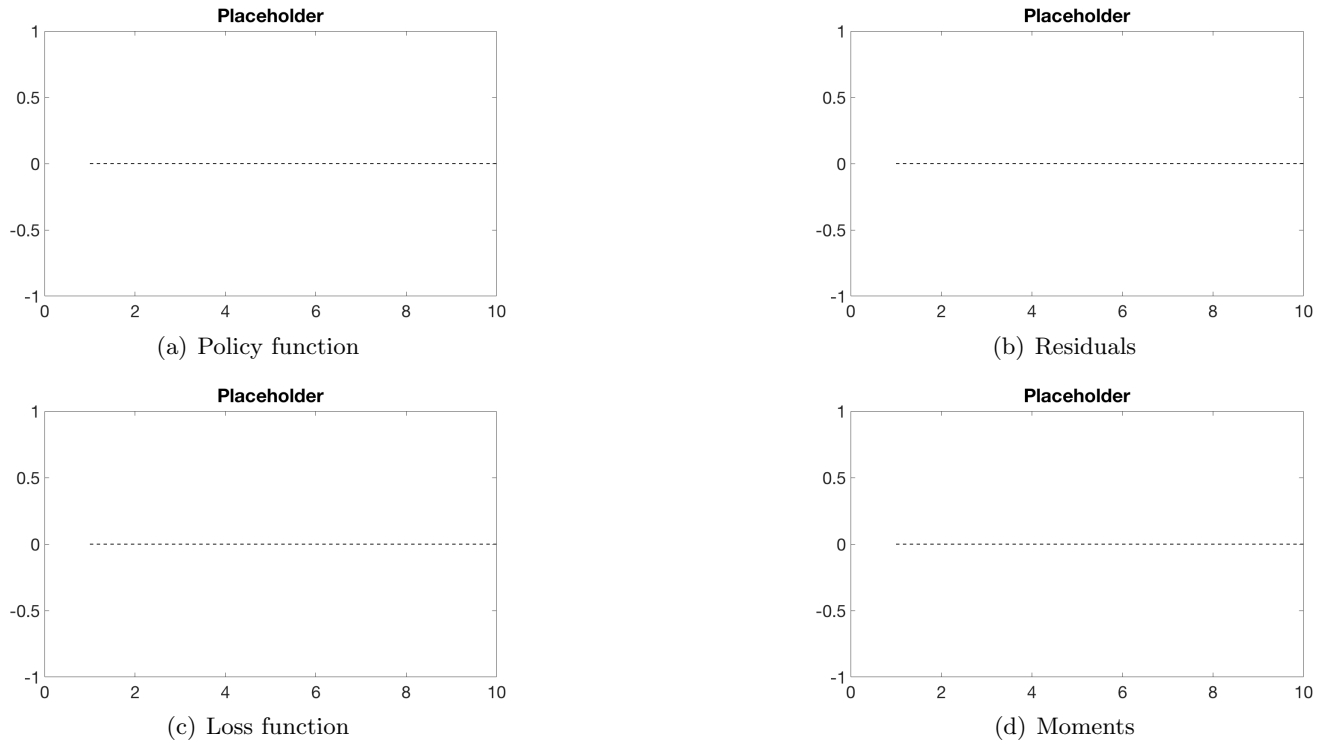 Placeholder Placeholder
1 1
0.5 0.5
0 0
-0.5 -0.5
-1 -1
0 2 4 6 8 10 0 2 4 6 8 10
(a) Policy function (b) Residuals
Placeholder Placeholder
1 1
0.5 0.5
0 0
-0.5 -0.5
-1 -1
0 2 4 6 8 10 0 2 4 6 8 10
(c) Loss function (d) Moments